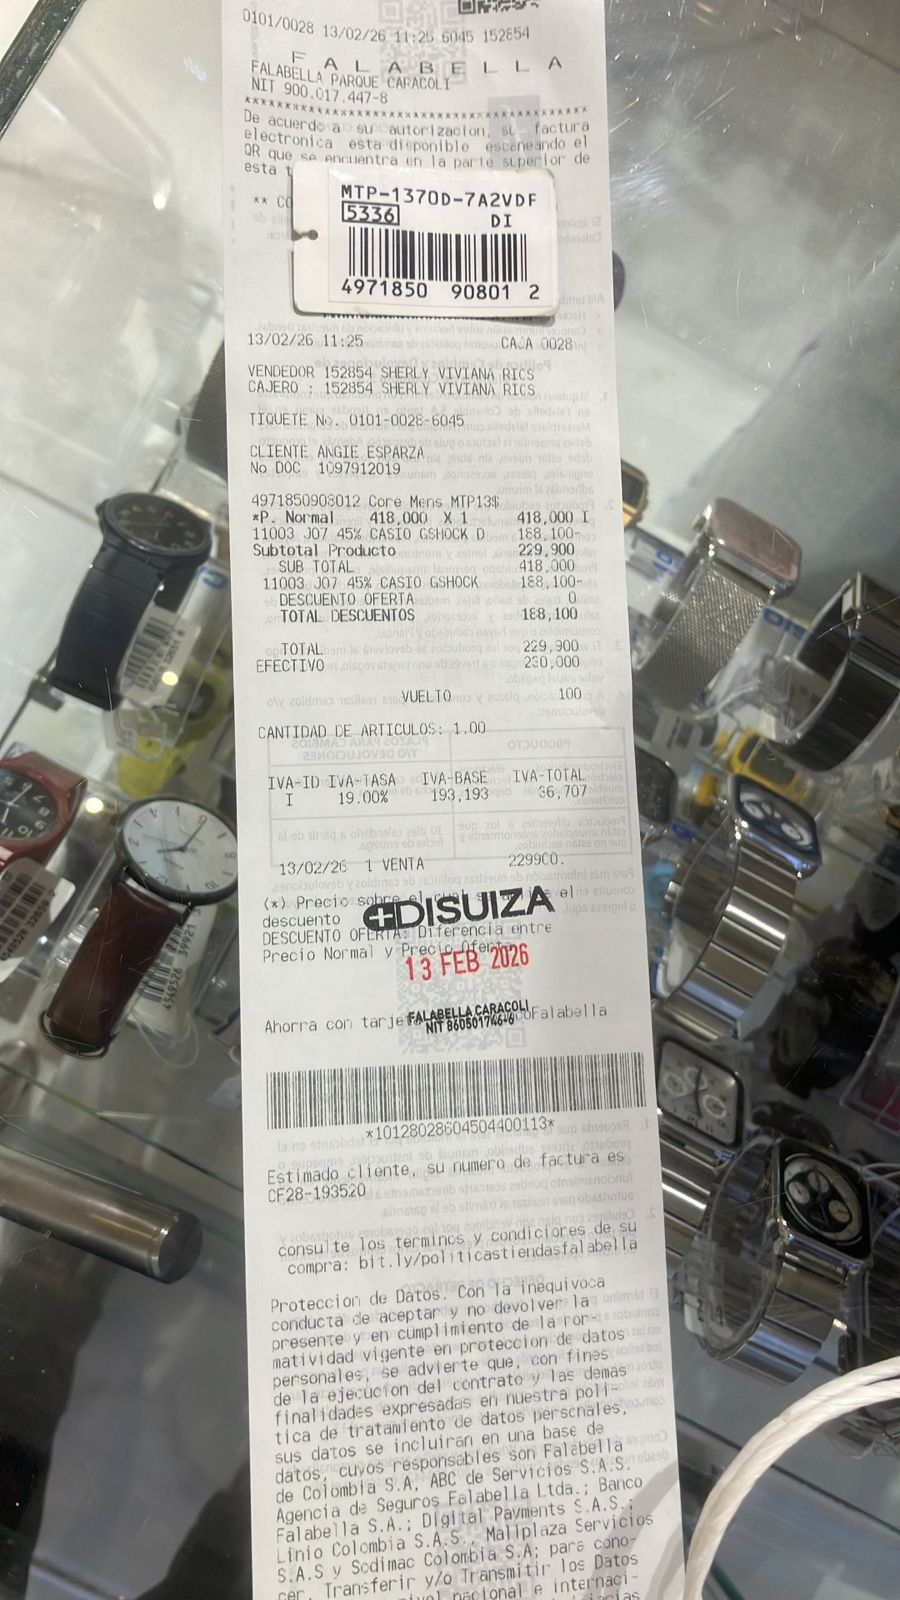 0101/0028 13/02/26 11:25 6045 152854
F A L A B E L L A
FALABELLA PARQUE CARACOLI
NIT 900.017.447-8
De acuerdo a su autorizacion, su factura
electronica esta disponible escaneando el
QR que se encuentra en la parte superior de
esta
** CO
MTP-1370D-7A2VDF
5336 DI
4971850 90801 2
13/02/26 11:25 CAJA 0028
VENDEDOR 152854 SHERLY VIVIANA RICS
CAJERO : 152854 SHERLY VIVIANA RICS
TIQUETE No. 0101-0028-6045
CLIENTE ANGIE ESPARZA
No DOC 1097912019
4971850908012 Core Mens MTP13$
*P. Normal 418,000 X 1 418,000 I
11003 J07 45% CASIO GSHOCK D 188,100-
Subtotal Producto 229,900
SUB TOTAL 418,000
11003 J07 45% CASIO GSHOCK 188,100-
DESCUENTO OFERTA 0
TOTAL DESCUENTOS 188,100
TOTAL 229,900
EFECTIVO 230,000
VUELTO 100
CANTIDAD DE ARTICULOS: 1.00
IVA-ID IVA-TASA IVA-BASE IVA-TOTAL
I 19.00% 193,193 36,707
13/02/26 1 VENTA 229900.
(*) Precio sobre el cual se aplica el
descuento
DISUIZA
DESCUENTO OFERTA: Diferencia entre
Precio Normal y Precio Oferta
13 FEB 2026
FALABELLA CARACOLI
NIT 860501746-6
Ahorra con Falabella
*10128028604504400113*
Estimado cliente, su numero de factura es
CF28-193520
consulte los terminos y condiciones de su
compra: bit.ly/politicastiendasfalabella
Proteccion de Datos. Con la inequivoca
conducta de aceptar y no devolver la
presente y en cumplimiento de la nor-
matividad vigente en proteccion de datos
personales, se advierte que, con fines
de la ejecucion del contrato y las demas
finalidades expresadas en nuestra poli-
tica de tratamiento de datos personales,
sus datos se incluiran en una base de
datos, cuyos responsables son Falabella
de Colombia S.A, ABC de Servicios S.A.S.
Agencia de Seguros Falabella Ltda.; Banco
Falabella S.A.; Digital Payments S.A.S.;
Linio Colombia S.A.S., Mallplaza Servicios
S.A.S y Sodimac Colombia S.A; para cono-
cer, Transferir y/o Transmitir los Datos
nacional e internaci-